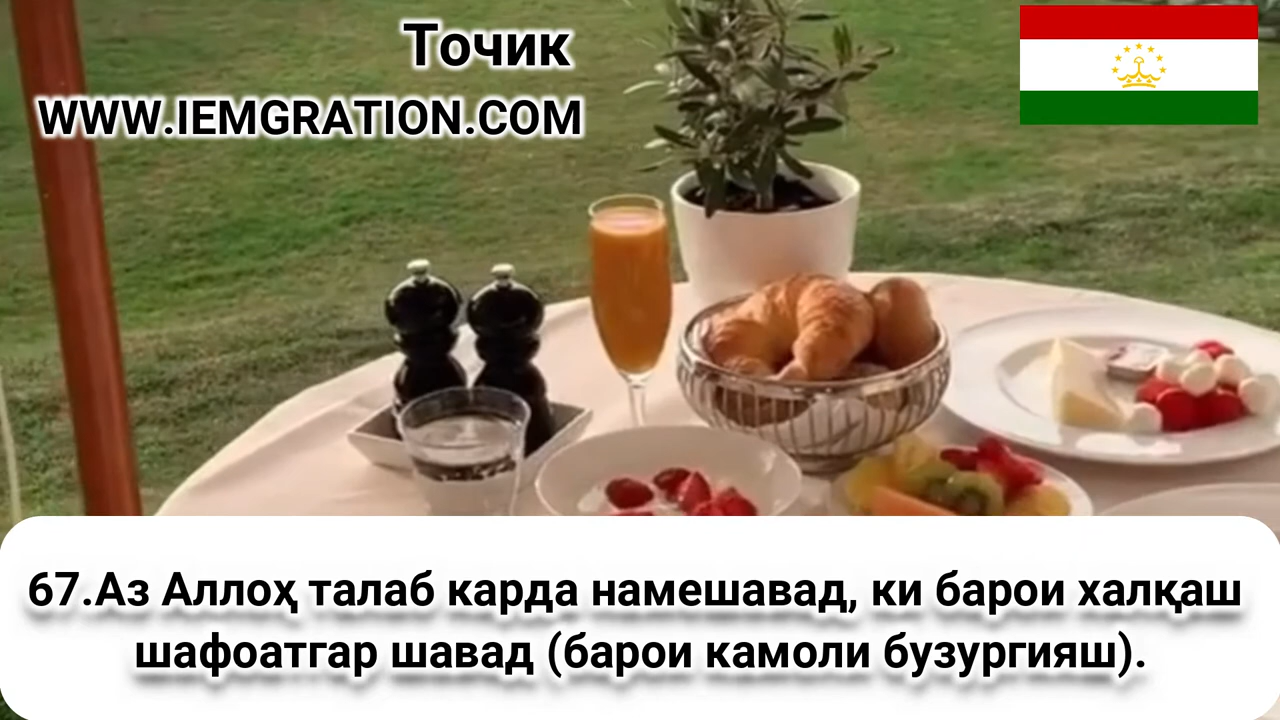 Точик
WWW.IEMGRATION.COM
67.Аз Аллоҳ талаб карда намешавад, ки барои халқаш
шафоатгар шавад (барои камоли бузургияш).